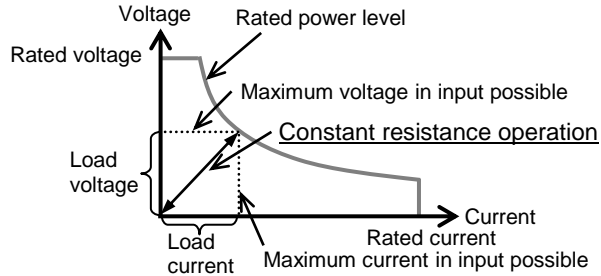 Voltage
Rated power level
Rated voltage
Maximum voltage in input possible
Constant resistance operation
Load
voltage
Current
Rated current
Load
current
Maximum current in input possible